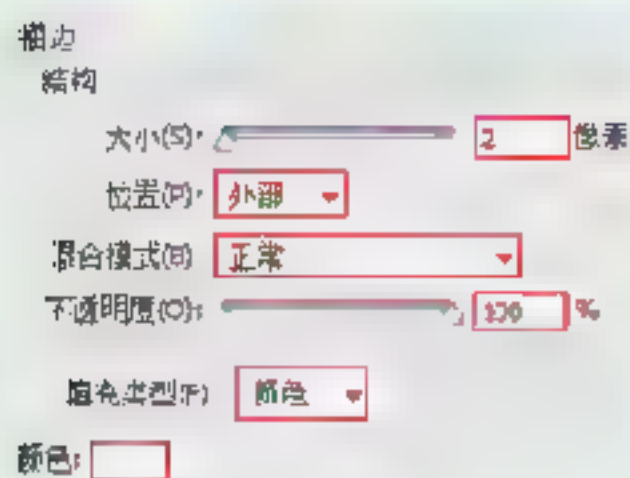 描边
结构
大小(S): 2 像素
位置(P): 外部
混合模式(B): 正常
不透明度(O): 100 %
填充类型(F) 颜色
颜色: